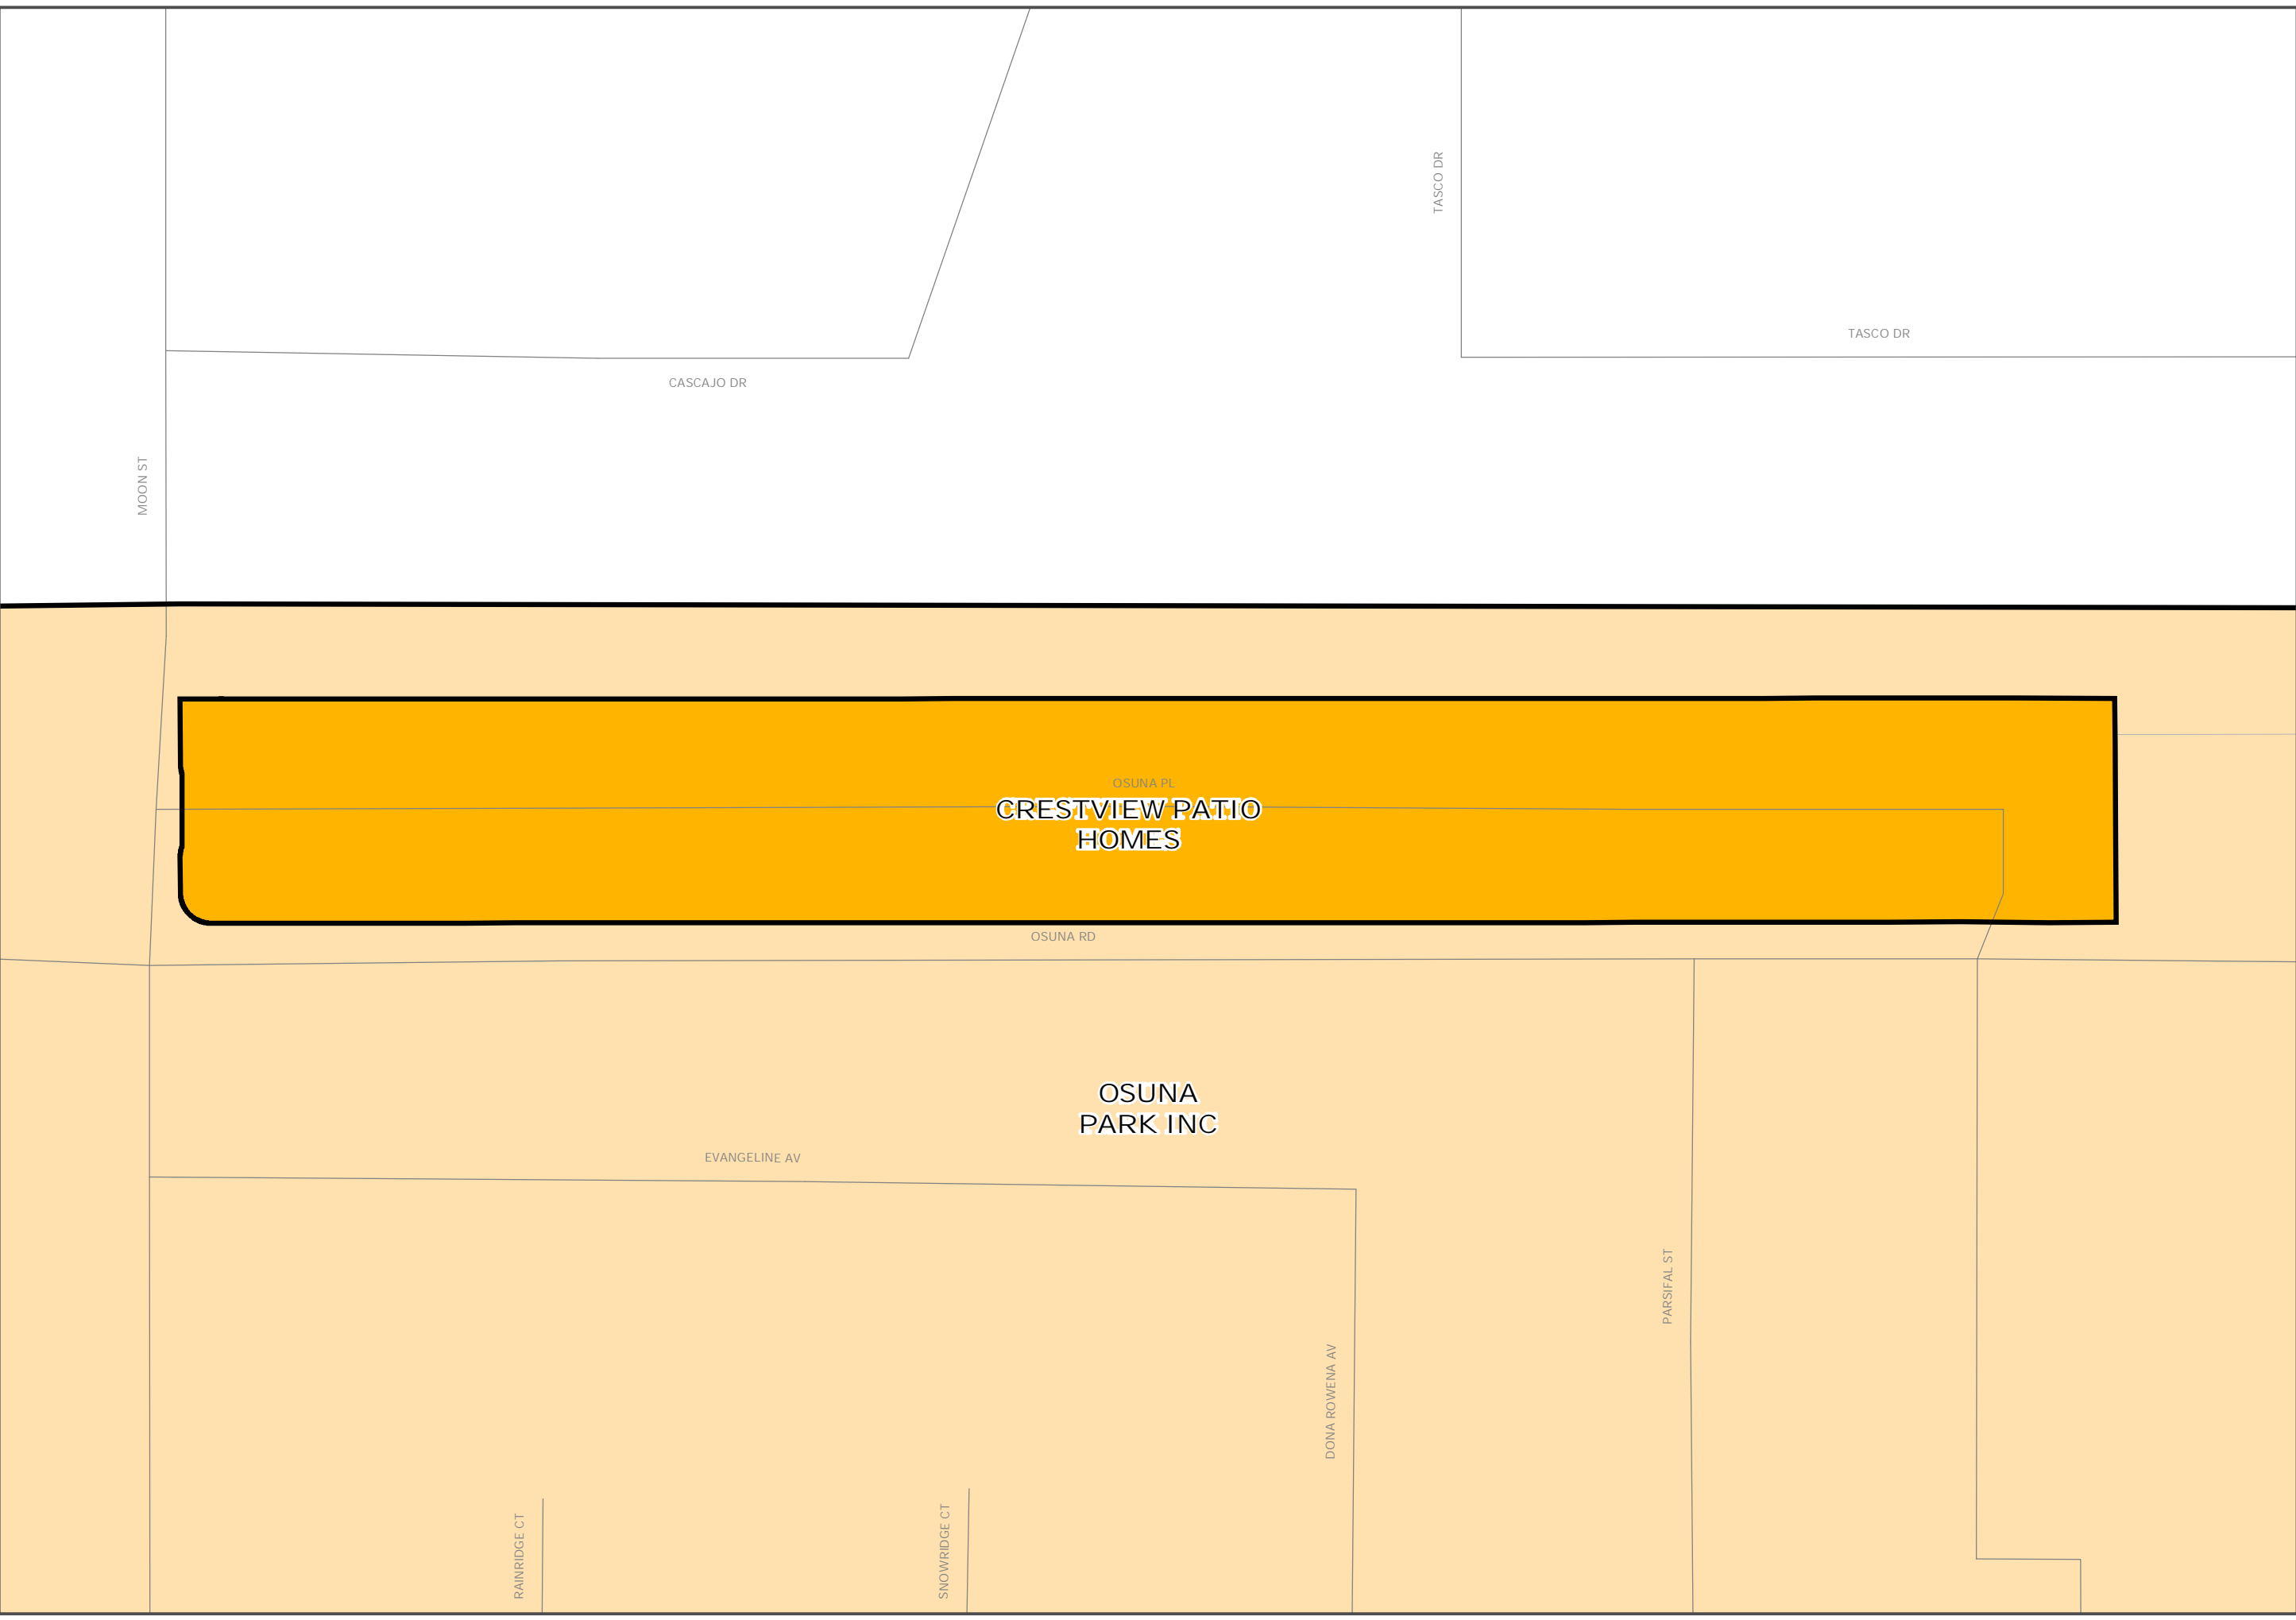 TASCO DR
TASCO DR
CASCAJO DR
MOON ST
OSUNA PL
CRESTVIEW PATIO
HOMES
OSUNA RD
OSUNA
PARK INC
EVANGELINE AV
PARSIFAL ST
DONA ROWENA AV
RAINRIDGE CT
SNOWRIDGE CT